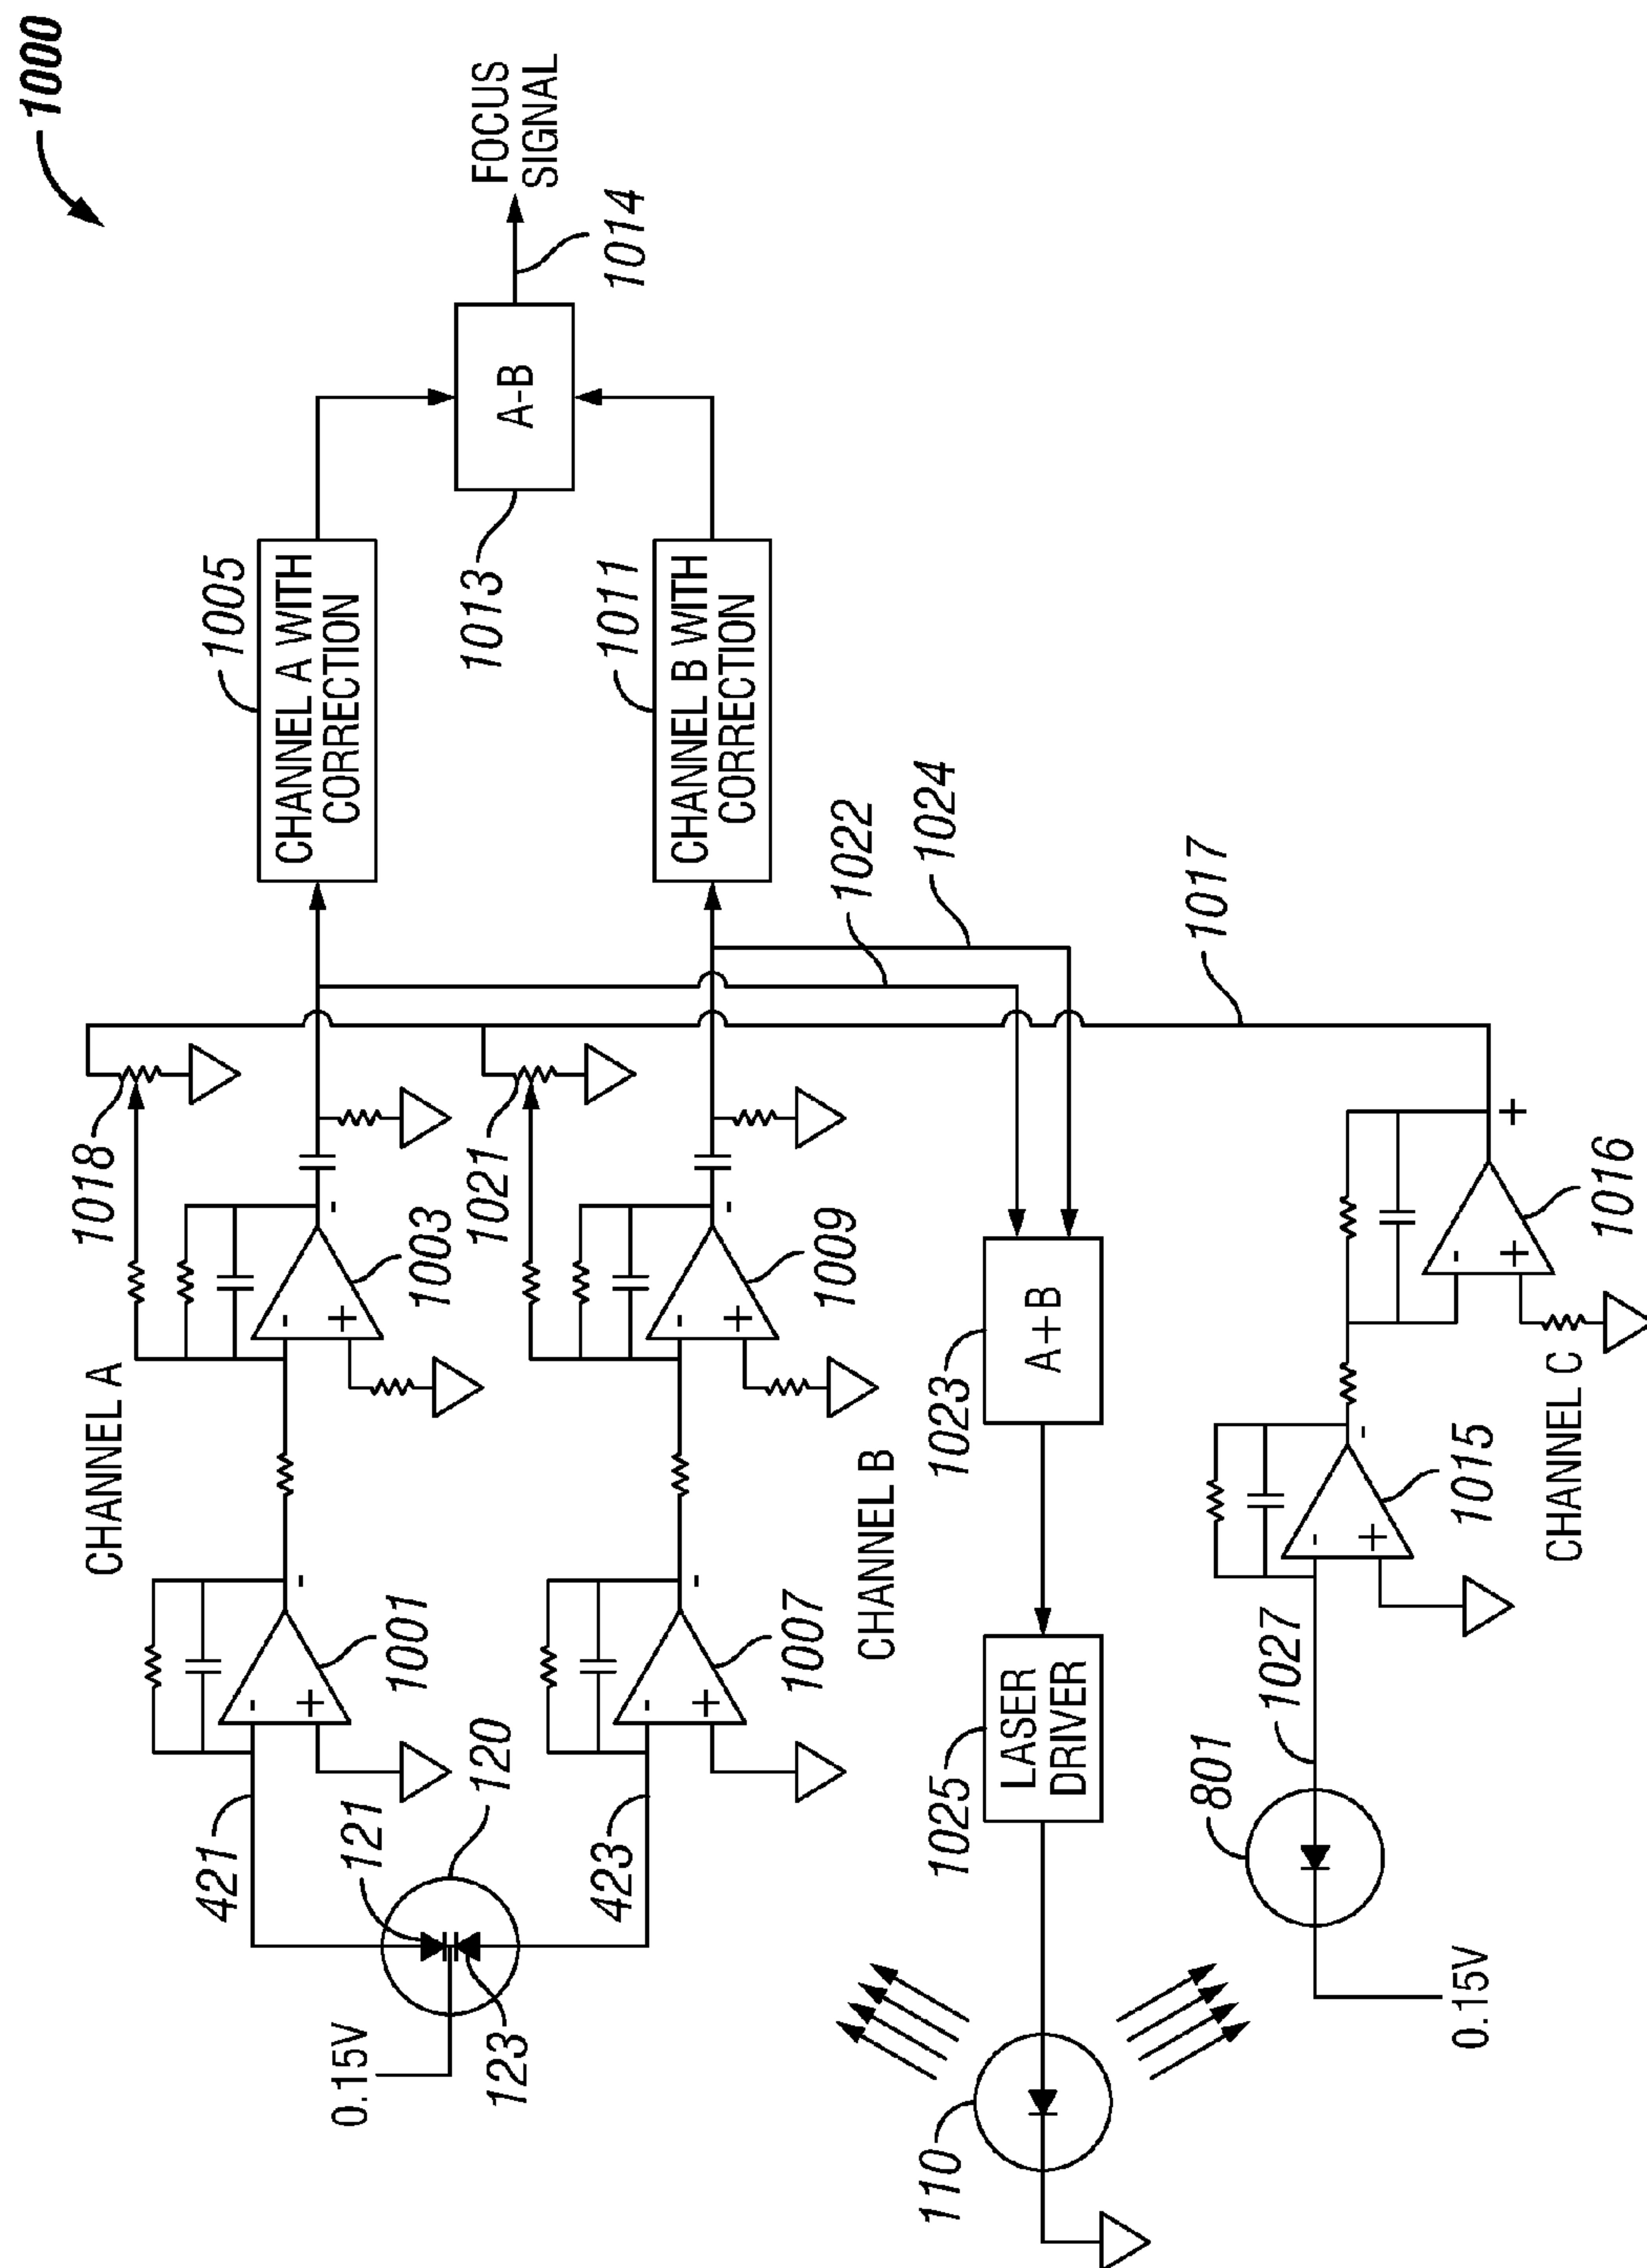 1000
CHANNEL A
1018
421
1001
1003
1005
CHANNEL A WITH
CORRECTION
FOCUS
SIGNAL
A-B
1013
1014
0.15V
121
120
123
423
1007
1021
1009
1011
CHANNEL B WITH
CORRECTION
CHANNEL B
1022
1024
110
1025
LASER
DRIVER
1023
A+B
1017
0.15V
801
1027
1015
CHANNEL C
1016
-
+
-
-
+
-
-
+
-
-
+
-
-
+
-
-
+
+